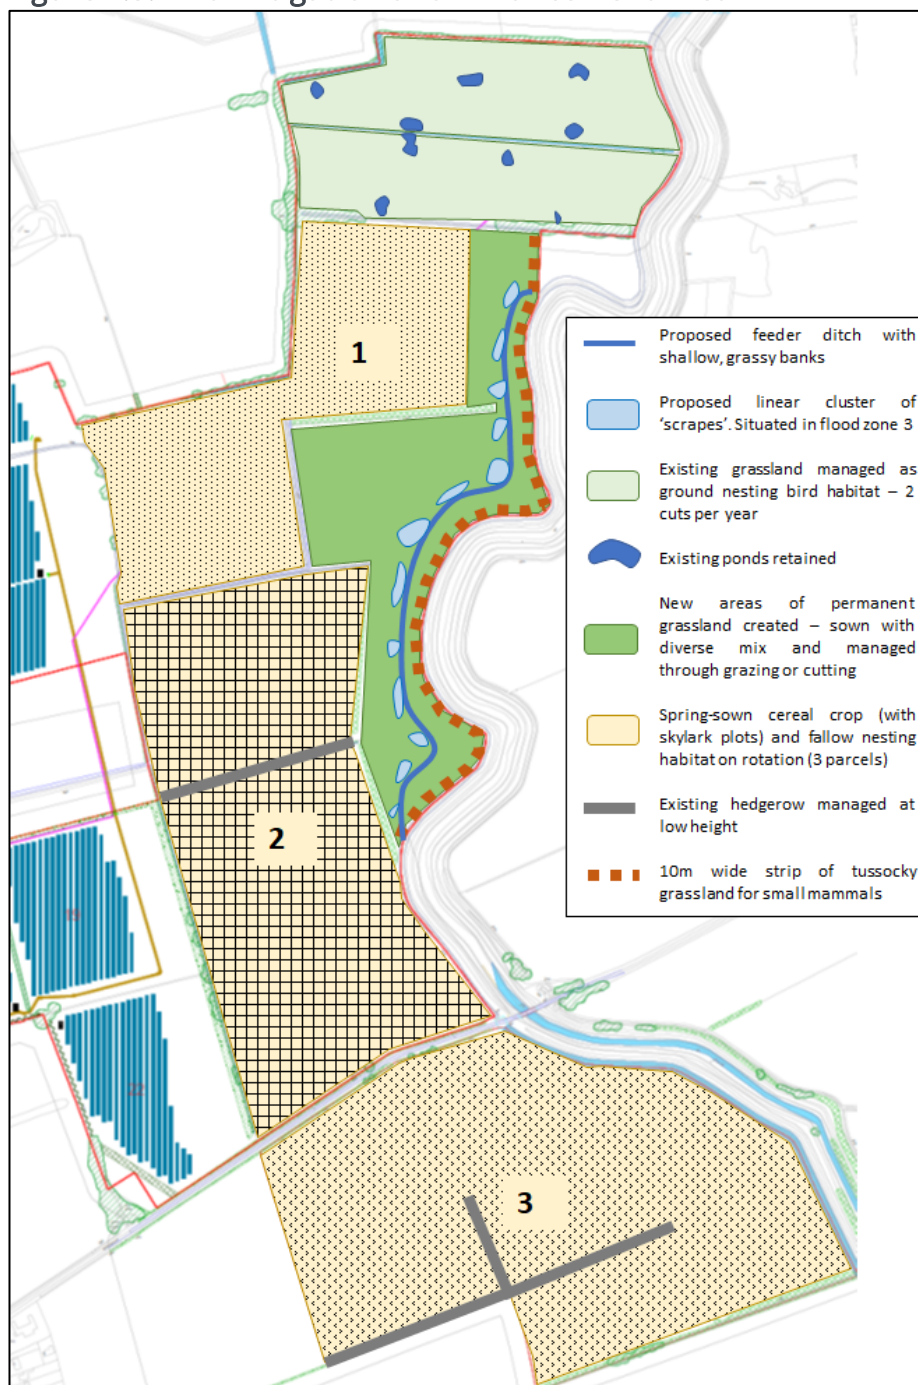 1
2
3
Proposed feeder ditch with
shallow, grassy banks
Proposed linear cluster of
‘scrapes’. Situated in flood zone 3
Existing grassland managed as
ground nesting bird habitat – 2
cuts per year
Existing ponds retained
New areas of permanent
grassland created – sown with
diverse mix and managed
through grazing or cutting
Spring-sown cereal crop (with
skylark plots) and fallow nesting
habitat on rotation (3 parcels)
Existing hedgerow managed at
low height
10m wide strip of tussocky
grassland for small mammals